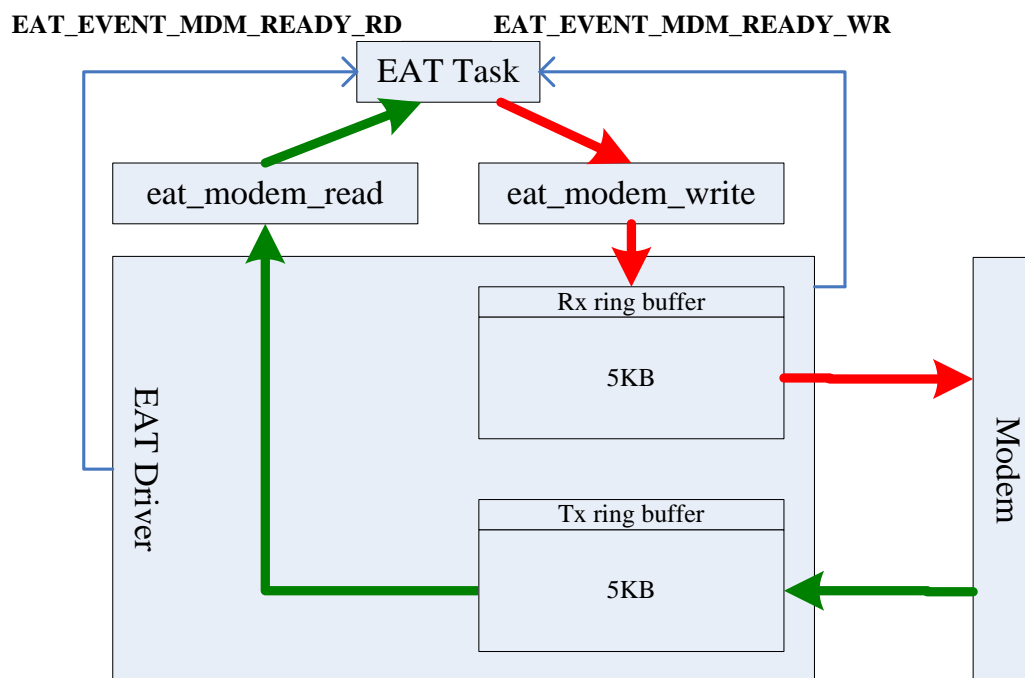 EAT_EVENT_MDM_READY_RD
EAT_EVENT_MDM_READY_WR
EAT Task
eat_modem_read
eat_modem_write
Rx ring buffer
5KB
EAT Driver
Modem
Tx ring buffer
5KB